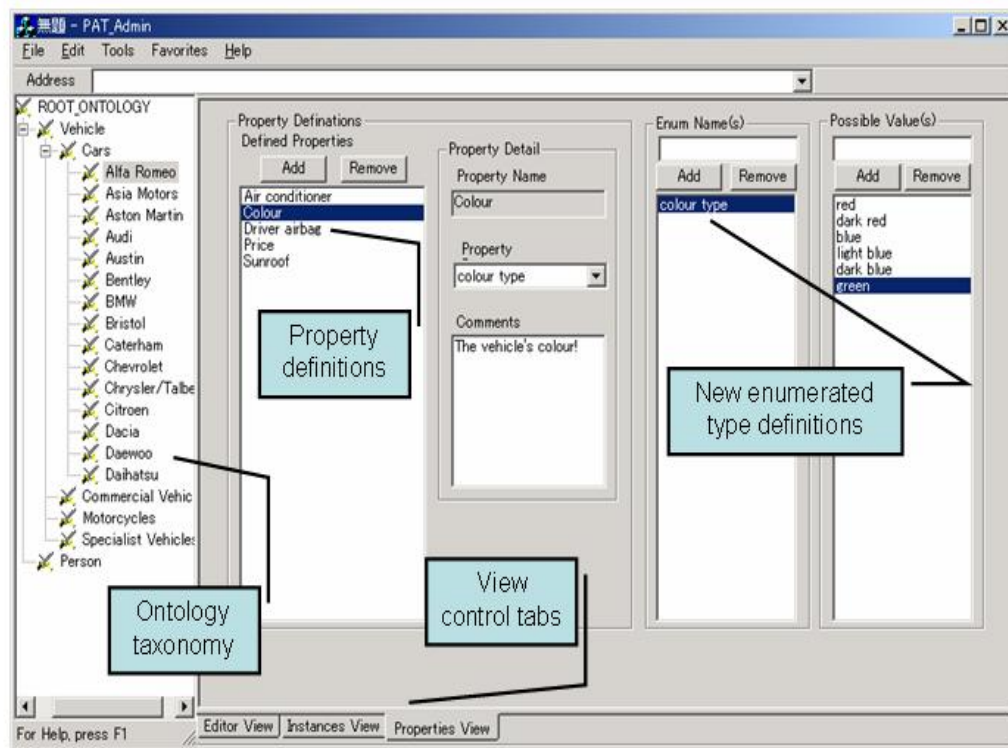 無題 - PAT_Admin
File Edit Tools Favorites Help
Address
ROOT_ONTOLOGY
Vehicle
Cars
Alfa Romeo
Asia Motors
Aston Martin
Audi
Austin
Bentley
BMW
Bristol
Caterham
Chevrolet
Chrysler/Talbe
Citroen
Dacia
Daewoo
Daihatsu
Commercial Vehic
Motorcycles
Specialist Vehicles
Person
Property Definations
Defined Properties
Add Remove
Air conditioner
Colour
Driver airbag
Price
Sunroof
Property Detail
Property Name
Colour
Property
colour type
Comments
The vehicle's colour!
Enum Name(s)
Add Remove
colour type
Possible Value(s)
Add Remove
red
dark red
blue
light blue
dark blue
green
Property
definitions
New enumerated
type definitions
Ontology
taxonomy
View
control tabs
Editor View Instances View Properties View
For Help, press F1